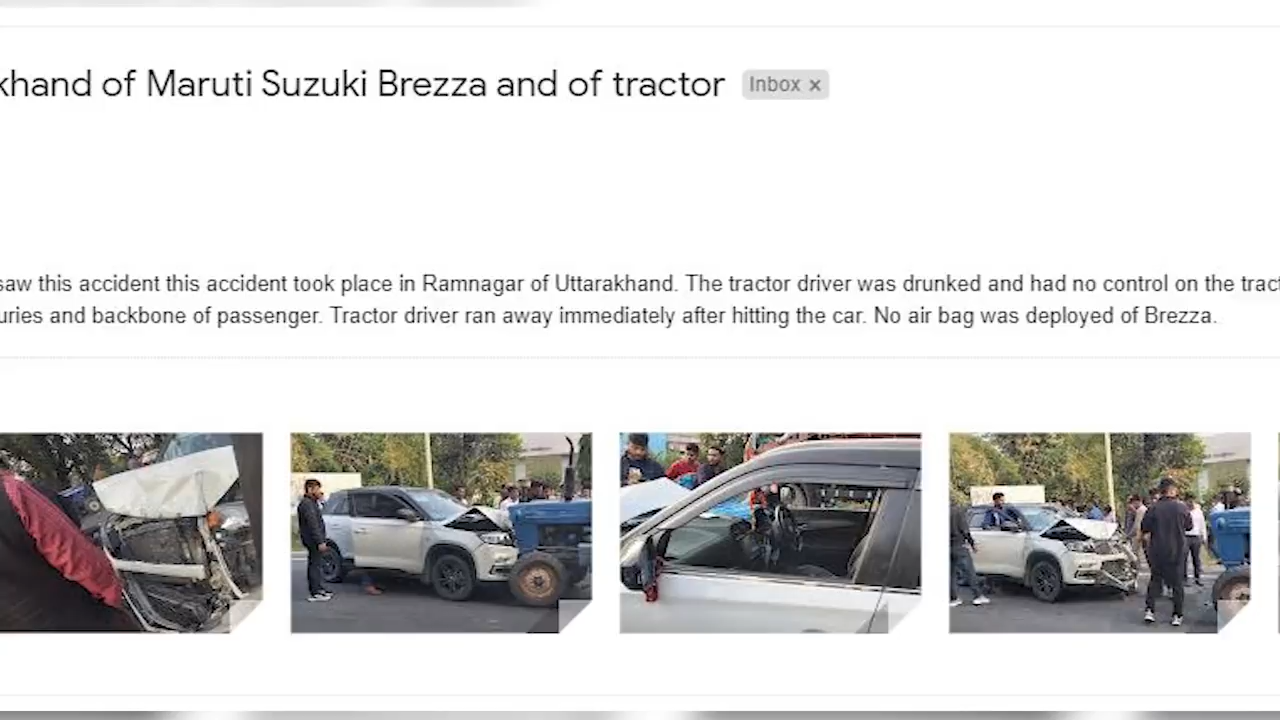 khand of Maruti Suzuki Brezza and of tractor Inbox x
saw this accident this accident took place in Ramnagar of Uttarakhand. The tractor driver was drunked and had no control on the tract
uries and backbone of passenger. Tractor driver ran away immediately after hitting the car. No air bag was deployed of Brezza.